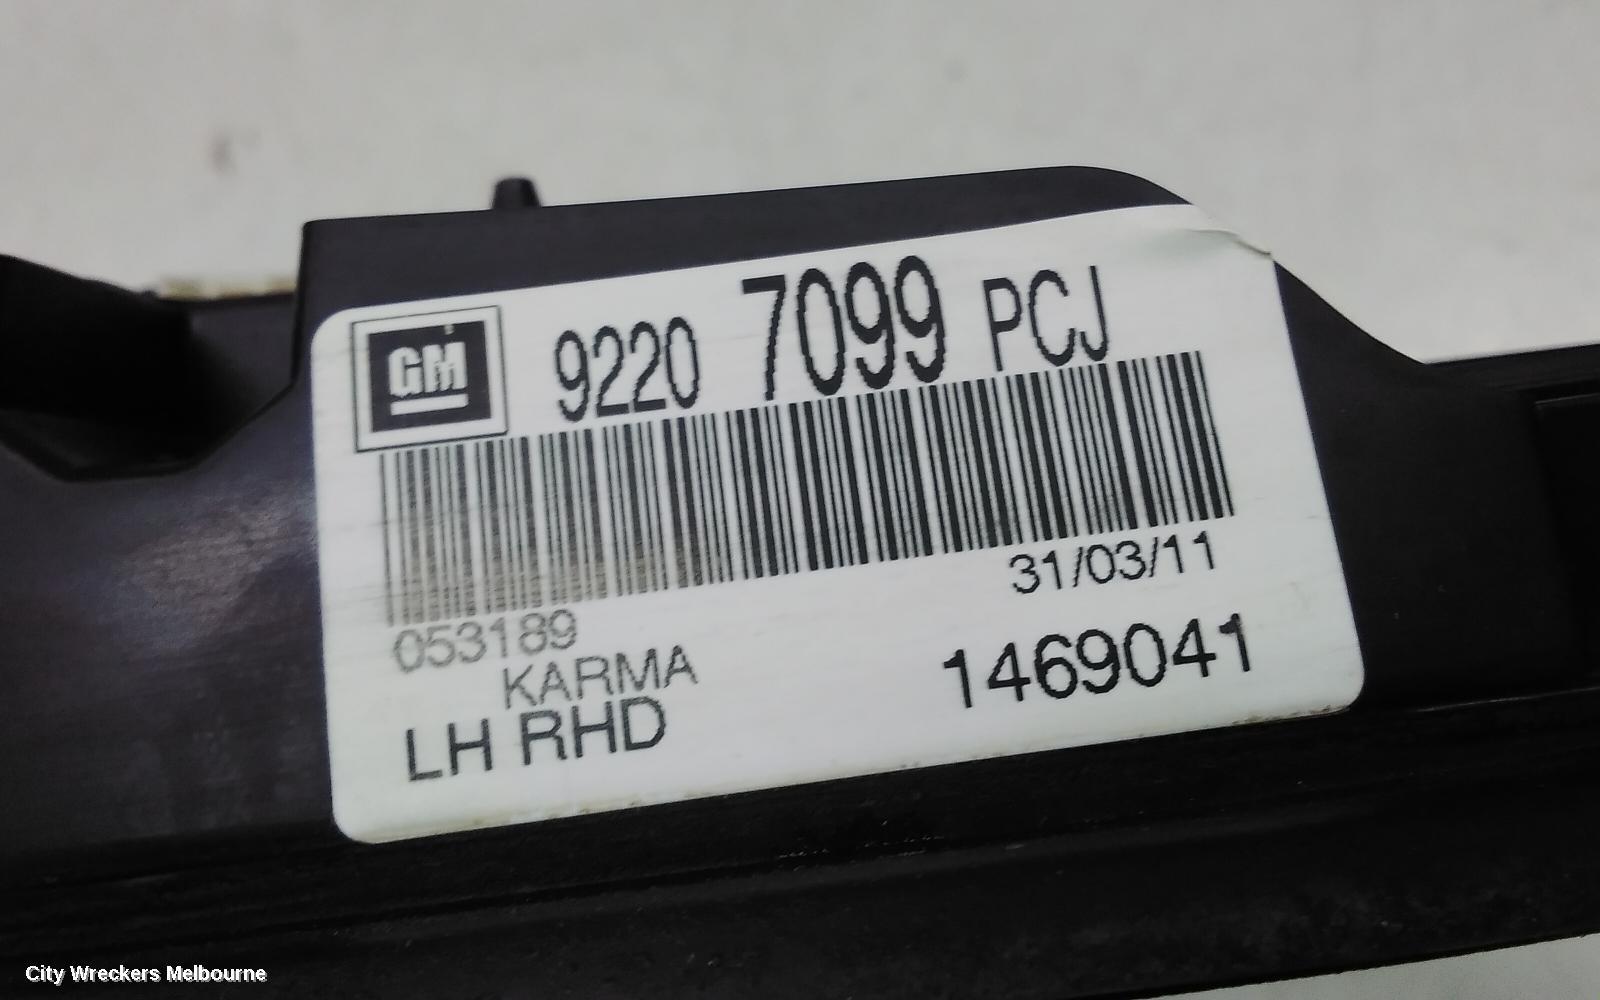 GM 9220 7099 PCJ
31/03/11
053189
KARMA
LH RHD
1469041
City Wreckers Melbourne